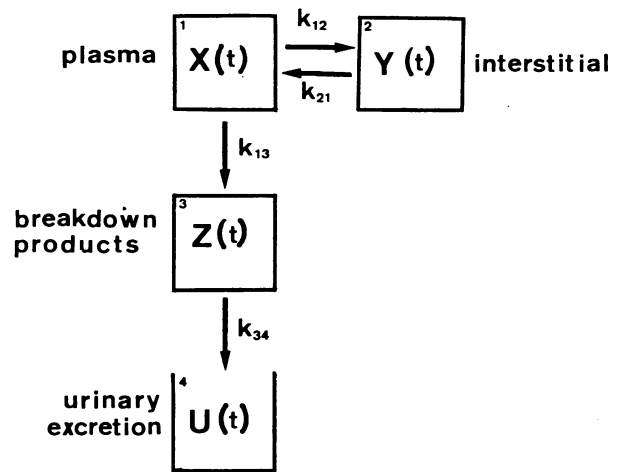 1
2
k12
plasma
X(t)
Y(t)
interstitial
k21
k13
3
breakdown
products
Z(t)
k34
4
urinary
excretion
U(t)